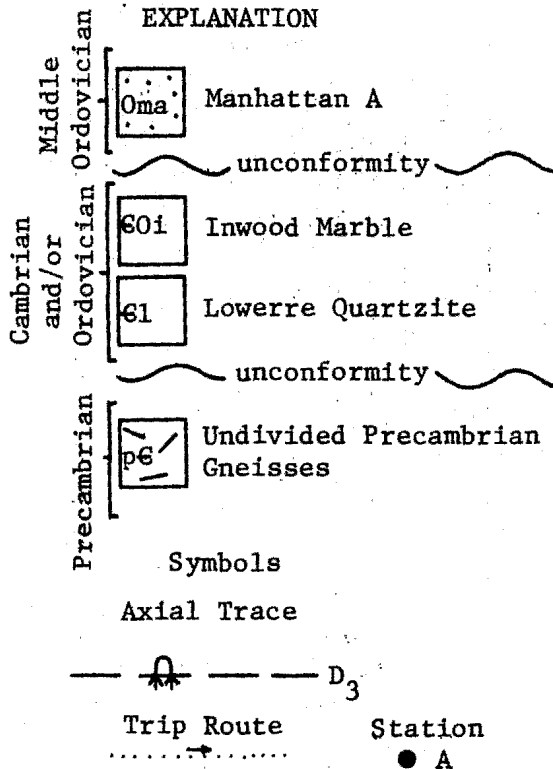 EXPLANATION
Middle
Ordovician
Oma
Manhattan A
unconformity
Cambrian
and/or
Ordovician
ЄOi
Inwood Marble
Єl
Lowerre Quartzite
unconformity
Precambrian
pЄ
Undivided Precambrian
Gneisses
Symbols
Axial Trace
D3
Trip Route
Station
A